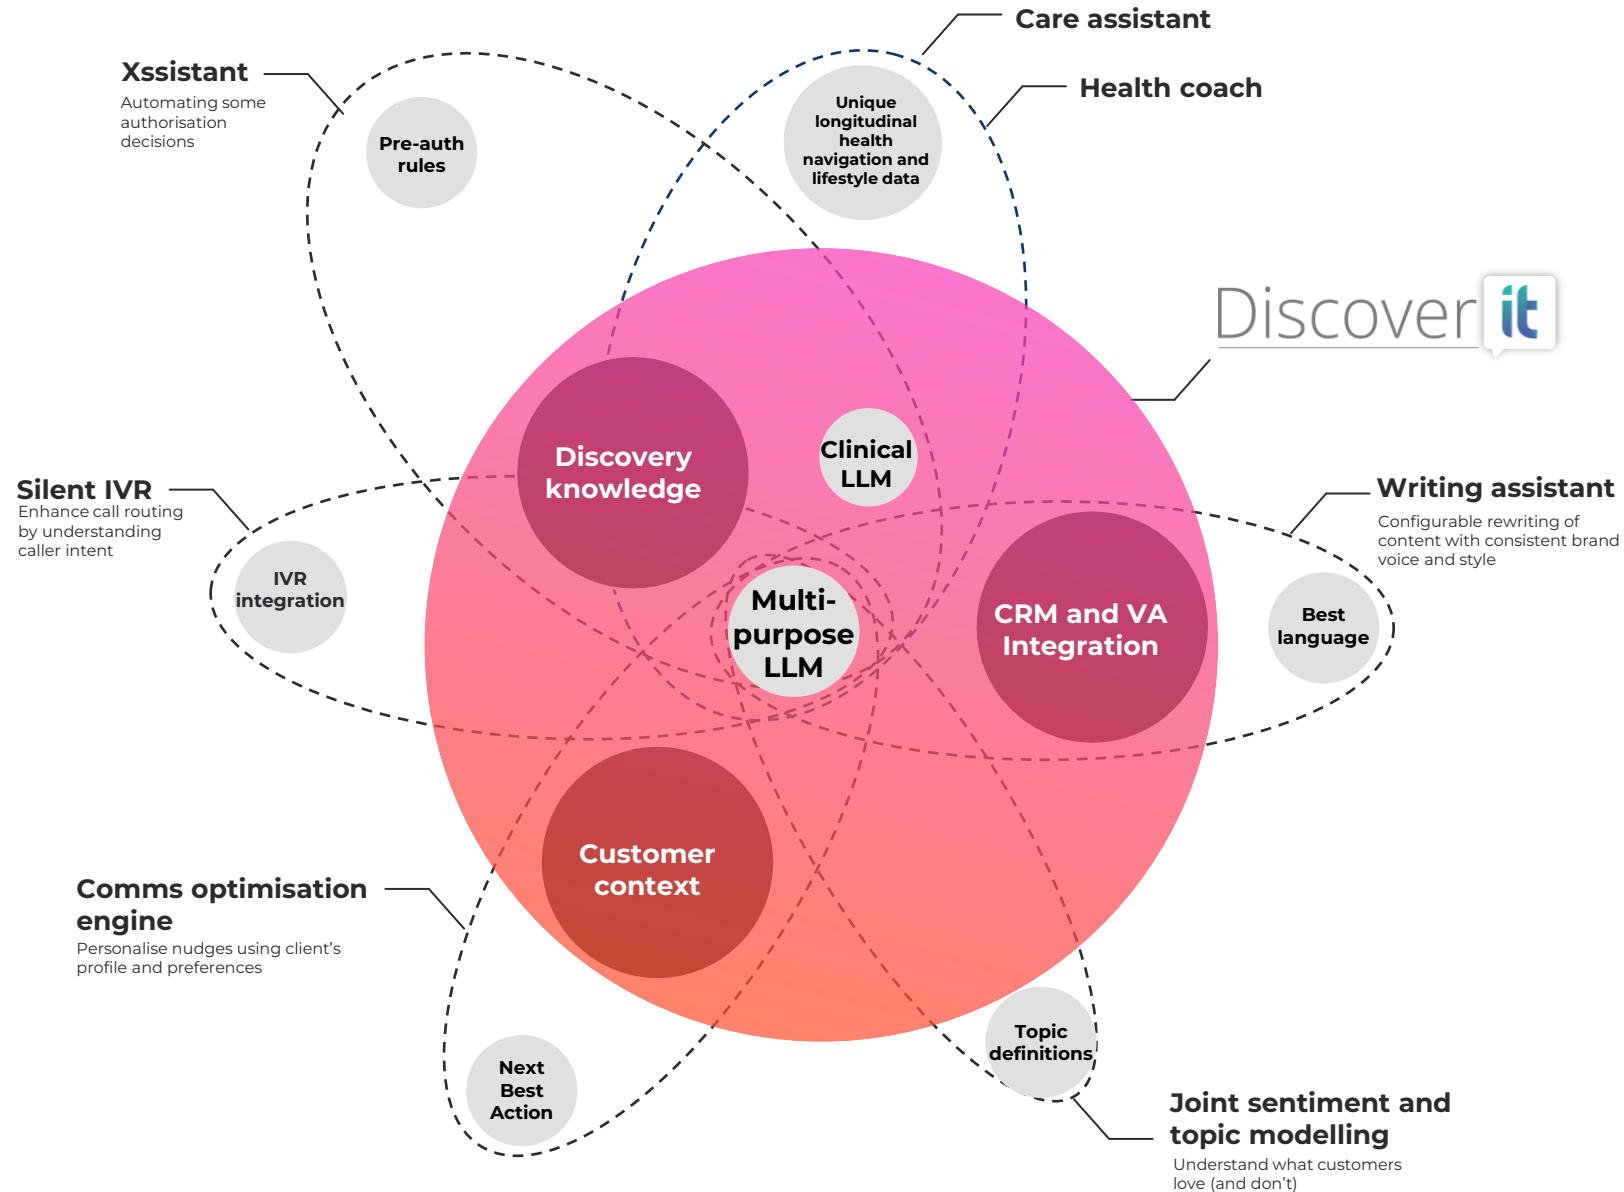 Care assistant
Xssistant
Automating some
authorisation
decisions
Health coach
Unique
longitudinal
health
navigation and
lifestyle data
Pre-auth
rules
Discover it
Discovery
knowledge
Clinical
LLM
Silent IVR
Enhance call routing
by understanding
caller intent
Writing assistant
Configurable rewriting of
content with consistent brand
voice and style
IVR
integration
Multi-
purpose
LLM
CRM and VA
Integration
Best
language
Customer
context
Comms optimisation
engine
Personalise nudges using client’s
profile and preferences
Next
Best
Action
Topic
definitions
Joint sentiment and
topic modelling
Understand what customers
love (and don’t)